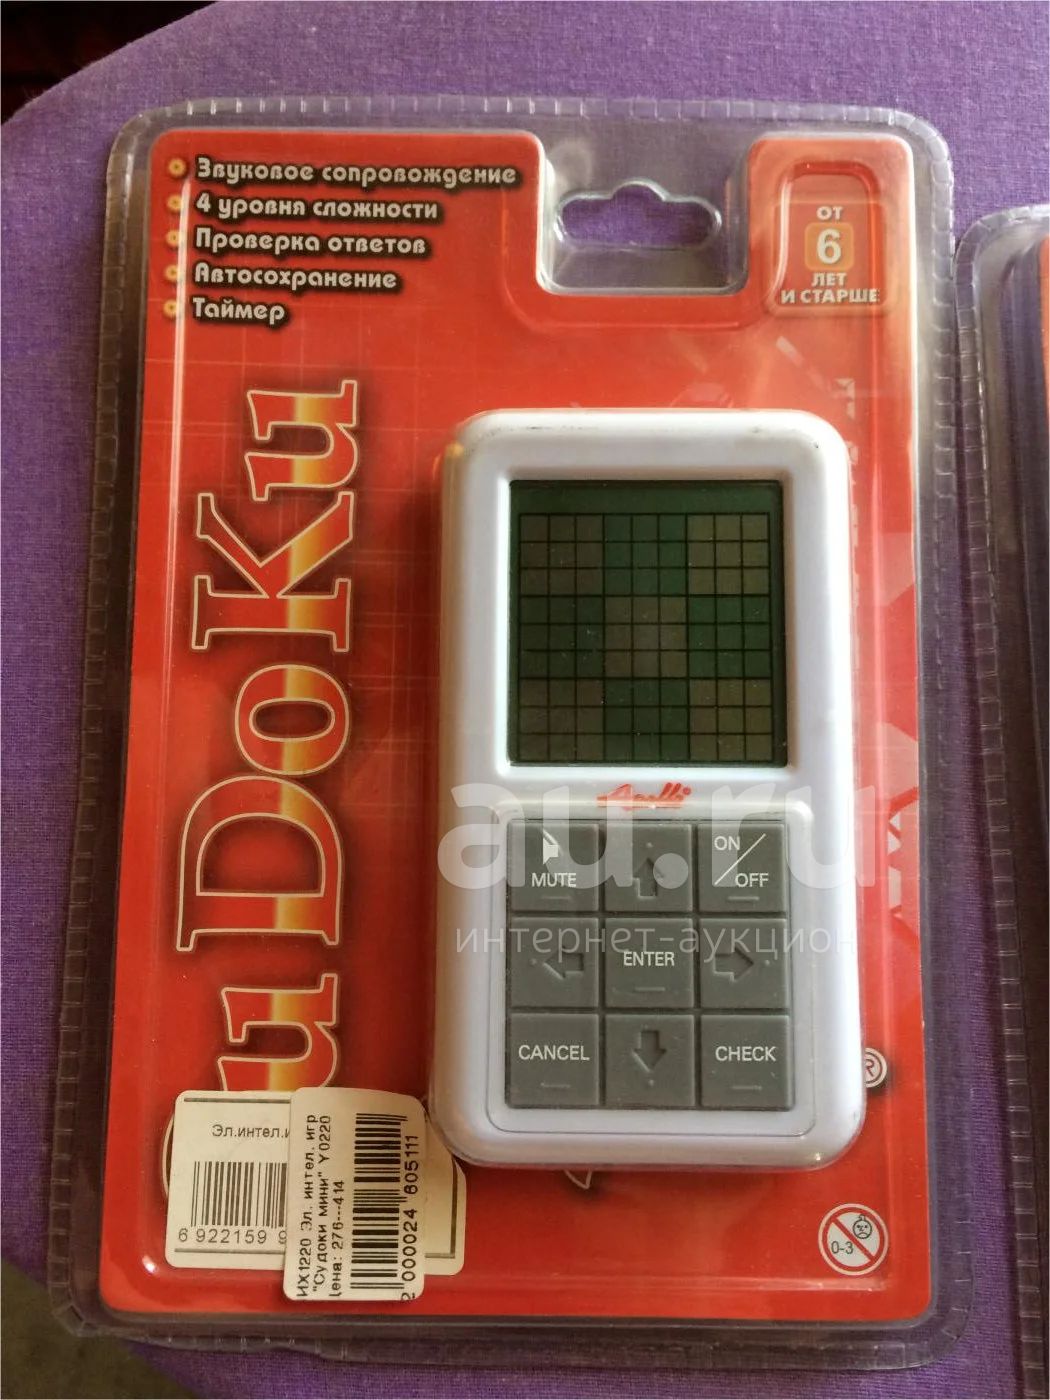 Звуковое сопровождение
4 уровня сложности
Проверка ответов
Автосохранение
Таймер
ОТ
6
ЛЕТ
И СТАРШЕ
uDoKu
au.ru
интернет-аукцион
MUTE
ON
OFF
ENTER
CANCEL
CHECK
®
Эл.интел.и
6 922159 9
ИХ1220 Эл. интел. игр
"Судоки мини" Y0220
Цена: 276---414
2 000024 605111
0-3